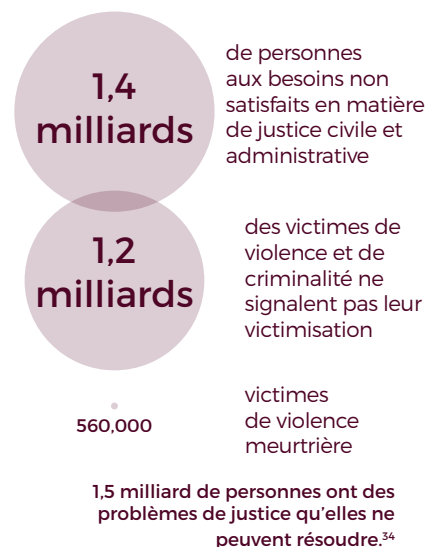 1,4
milliards
de personnes
aux besoins non
satisfaits en matière
de justice civile et
administrative
1,2
milliards
des victimes de
violence et de
criminalité ne
signalent pas leur
victimisation
560,000
victimes
de violence
meurtrière
1,5 milliard de personnes ont des
problèmes de justice qu'elles ne
peuvent résoudre.³⁴